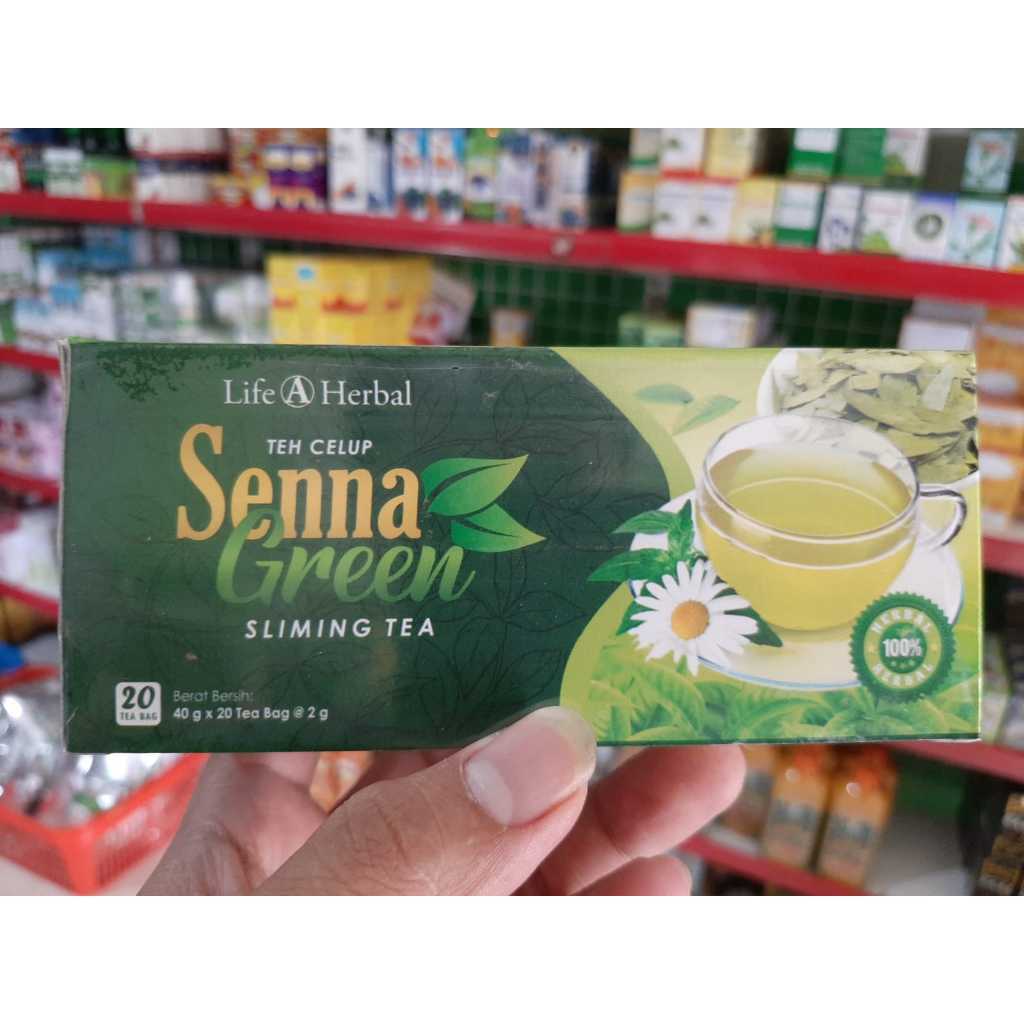 Life A Herbal
TEH CELUP
Senna
Green
SLIMING TEA
20
TEA BAG
Berat Bersih:
40 g x 20 Tea Bag @ 2 g
HERBAL
100%
HERBAL